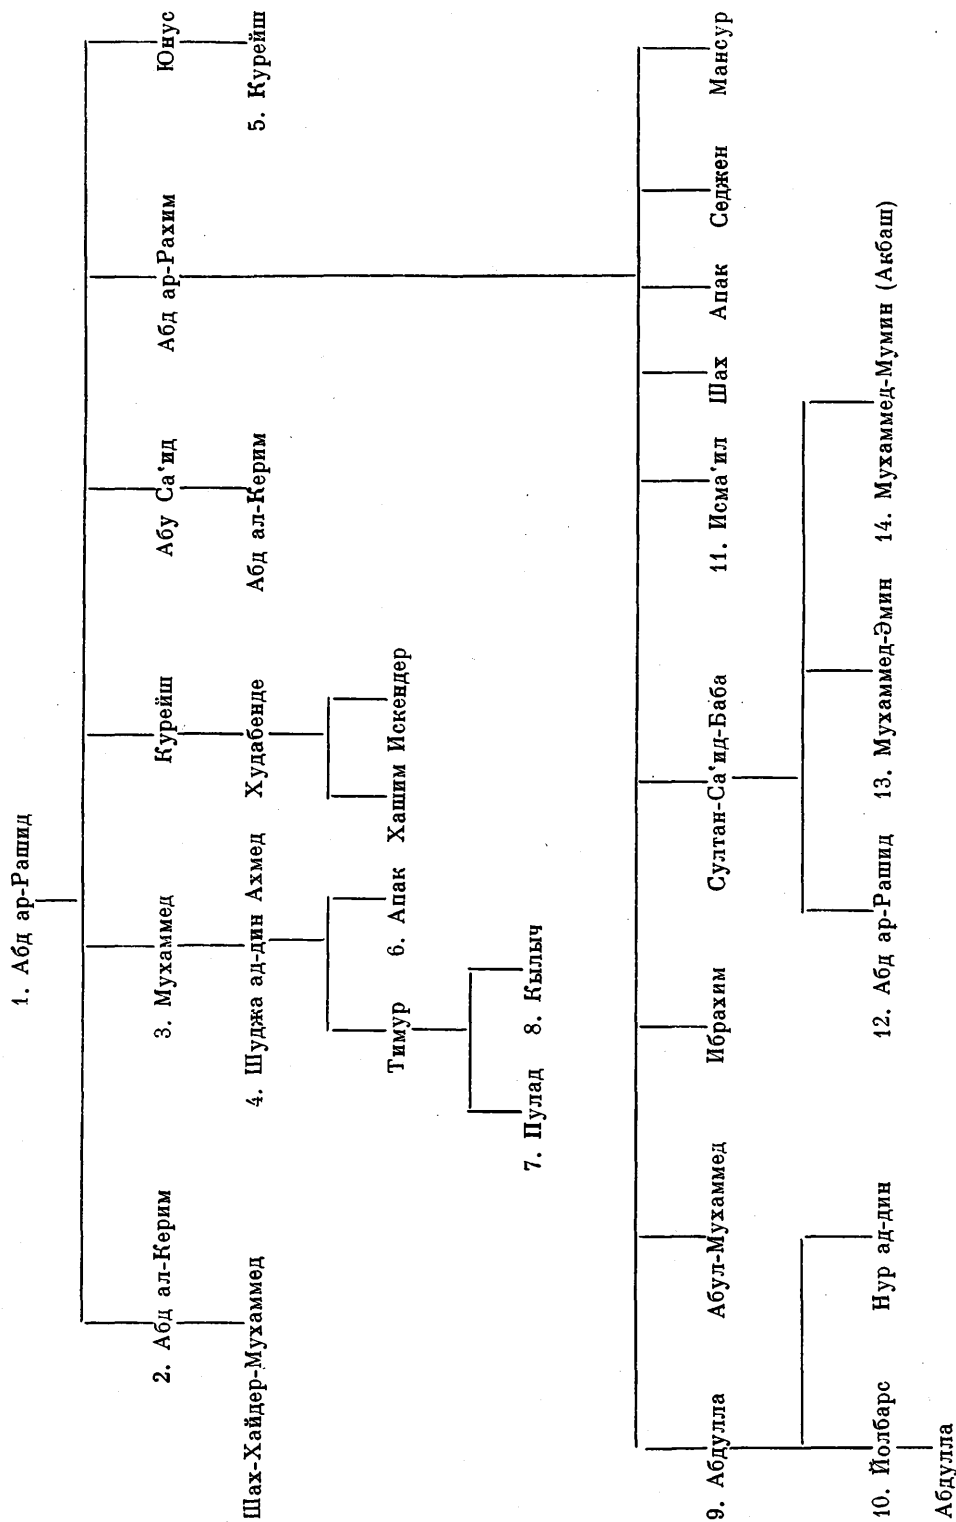 1. Абд ар-Рашид
2. Абд ал-Керим 3. Мухаммед Курейш Абу Са'ид Абд ар-Рахим Юнус
Шах-Хайдер-Мухаммед 4. Шуджа ад-дин Ахмед Худабенде Абд ал-Керим 5. Курейш
Тимур 6. Апак Хашим Искендер
7. Пулад 8. Кылыч
9. Абдулла Абул-Мухаммед Ибрахим Султан-Са'ид-Баба 11. Исма'ил Шах Апак Седжен Мансур
10. Йолбарс Нур ад-дин 12. Абд ар-Рашид 13. Мухаммед-Эмин 14. Мухаммед-Мумин (Акбаш)
Абдулла